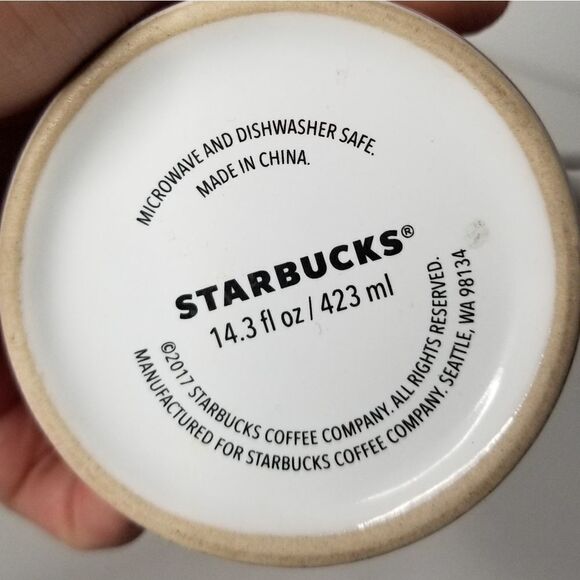 MICROWAVE AND DISHWASHER SAFE.
MADE IN CHINA.
STARBUCKS®
14.3 fl oz / 423 ml
©2017 STARBUCKS COFFEE COMPANY. ALL RIGHTS RESERVED.
MANUFACTURED FOR STARBUCKS COFFEE COMPANY. SEATTLE, WA 98134